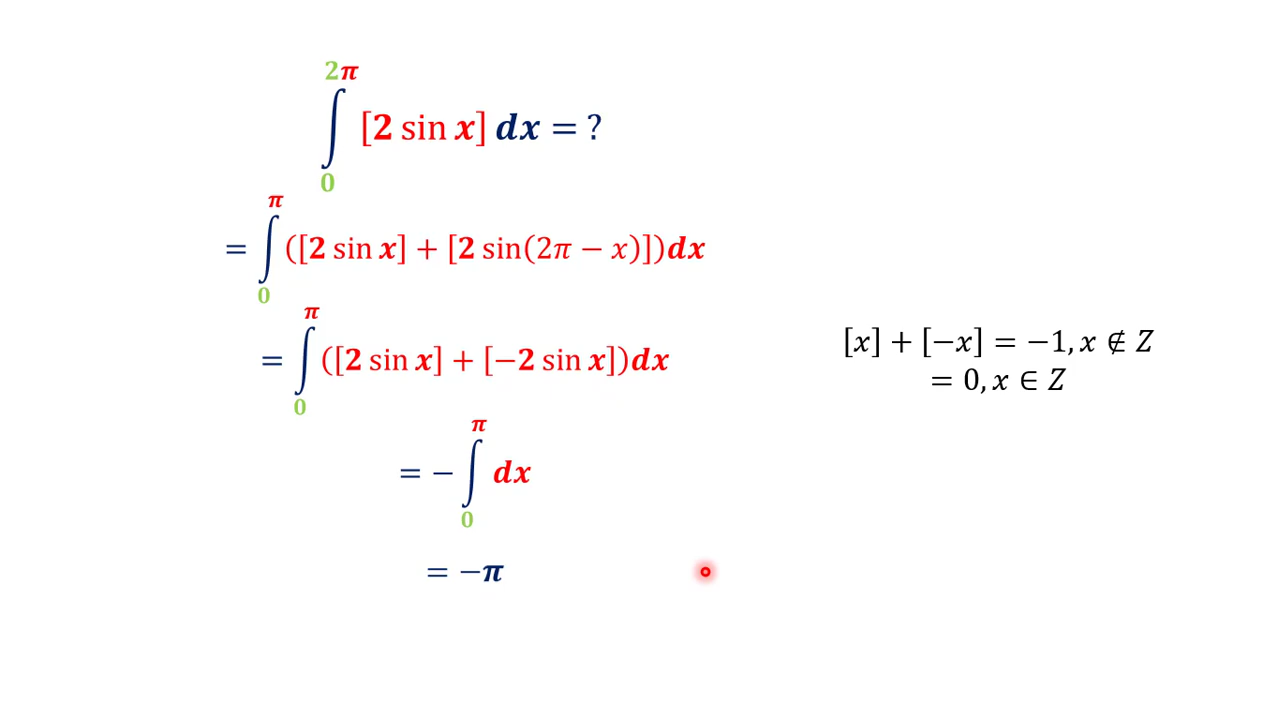 ∫₀^{2π} [2 sin x] dx = ?
= ∫₀^{π} ([2 sin x] + [2 sin(2π − x)])dx
= ∫₀^{π} ([2 sin x] + [−2 sin x])dx
= − ∫₀^{π} dx
= −π
[x] + [−x] = −1, x ∉ Z
= 0, x ∈ Z